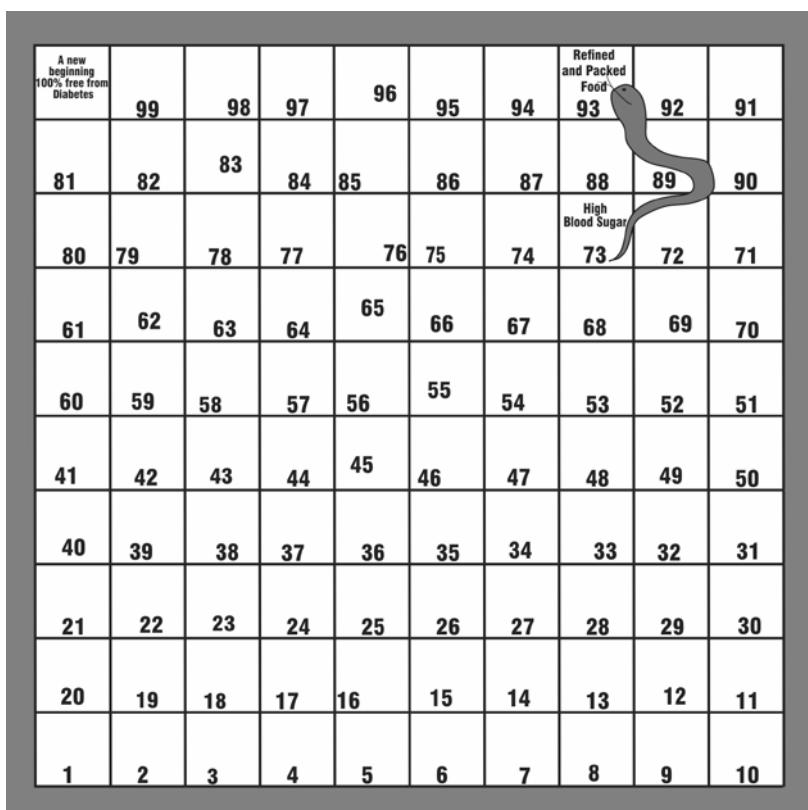 A new
beginning
100% free from
Diabetes
99 98 97 96 95 94
Refined
and Packed
Food
93 92 91
81 82 83 84 85 86 87 88 89 90
80 79 78 77 76 75 74
High
Blood Sugar
73 72 71
61 62 63 64 65 66 67 68 69 70
60 59 58 57 56 55 54 53 52 51
41 42 43 44 45 46 47 48 49 50
40 39 38 37 36 35 34 33 32 31
21 22 23 24 25 26 27 28 29 30
20 19 18 17 16 15 14 13 12 11
1 2 3 4 5 6 7 8 9 10